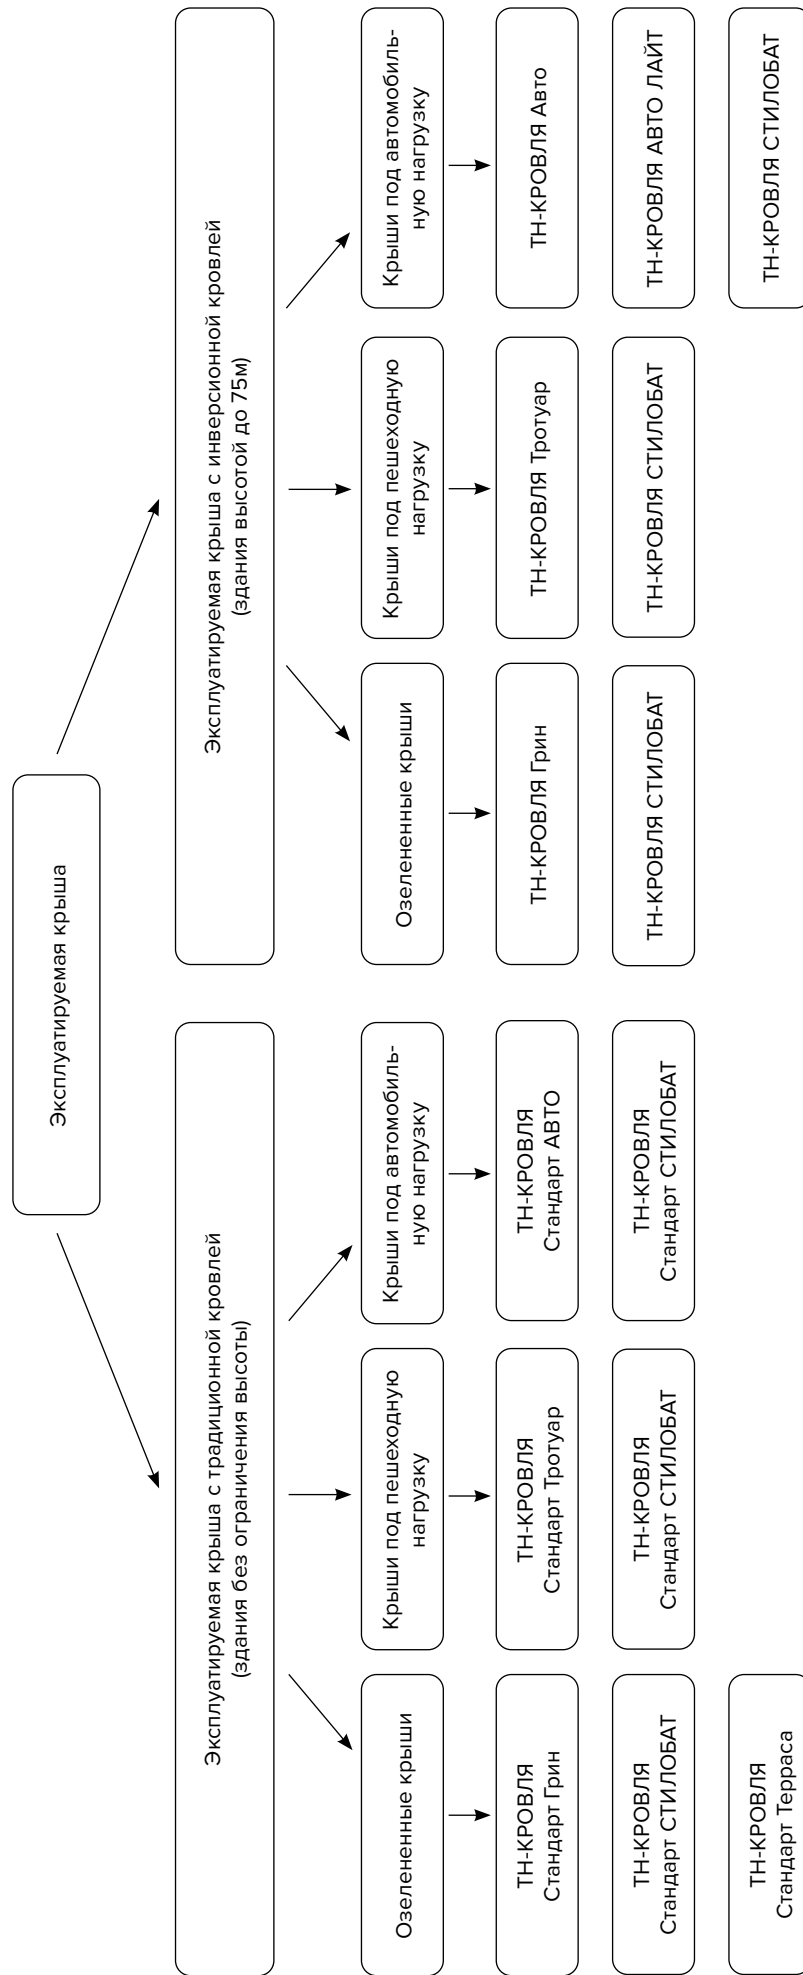 Эксплуатируемая крыша
Эксплуатируемая крыша с традиционной кровлей
(здания без ограничения высоты)
Эксплуатируемая крыша с инверсионной кровлей
(здания высотой до 75м)
Озелененные крыши
Крыши под пешеходную
нагрузку
Крыши под автомобиль-
ную нагрузку
Озелененные крыши
Крыши под пешеходную
нагрузку
Крыши под автомобиль-
ную нагрузку
ТН-КРОВЛЯ
Стандарт Грин
ТН-КРОВЛЯ
Стандарт Тротуар
ТН-КРОВЛЯ
Стандарт АВТО
ТН-КРОВЛЯ Грин
ТН-КРОВЛЯ Тротуар
ТН-КРОВЛЯ Авто
ТН-КРОВЛЯ
Стандарт СТИЛОБАТ
ТН-КРОВЛЯ
Стандарт СТИЛОБАТ
ТН-КРОВЛЯ
Стандарт СТИЛОБАТ
ТН-КРОВЛЯ СТИЛОБАТ
ТН-КРОВЛЯ СТИЛОБАТ
ТН-КРОВЛЯ АВТО ЛАЙТ
ТН-КРОВЛЯ
Стандарт Терраса
ТН-КРОВЛЯ СТИЛОБАТ